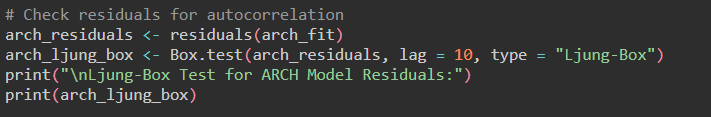 # Check residuals for autocorrelation
arch_residuals <- residuals(arch_fit)
arch_ljung_box <- Box.test(arch_residuals, lag = 10, type = "Ljung-Box")
print("\nLjung-Box Test for ARCH Model Residuals:")
print(arch_ljung_box)